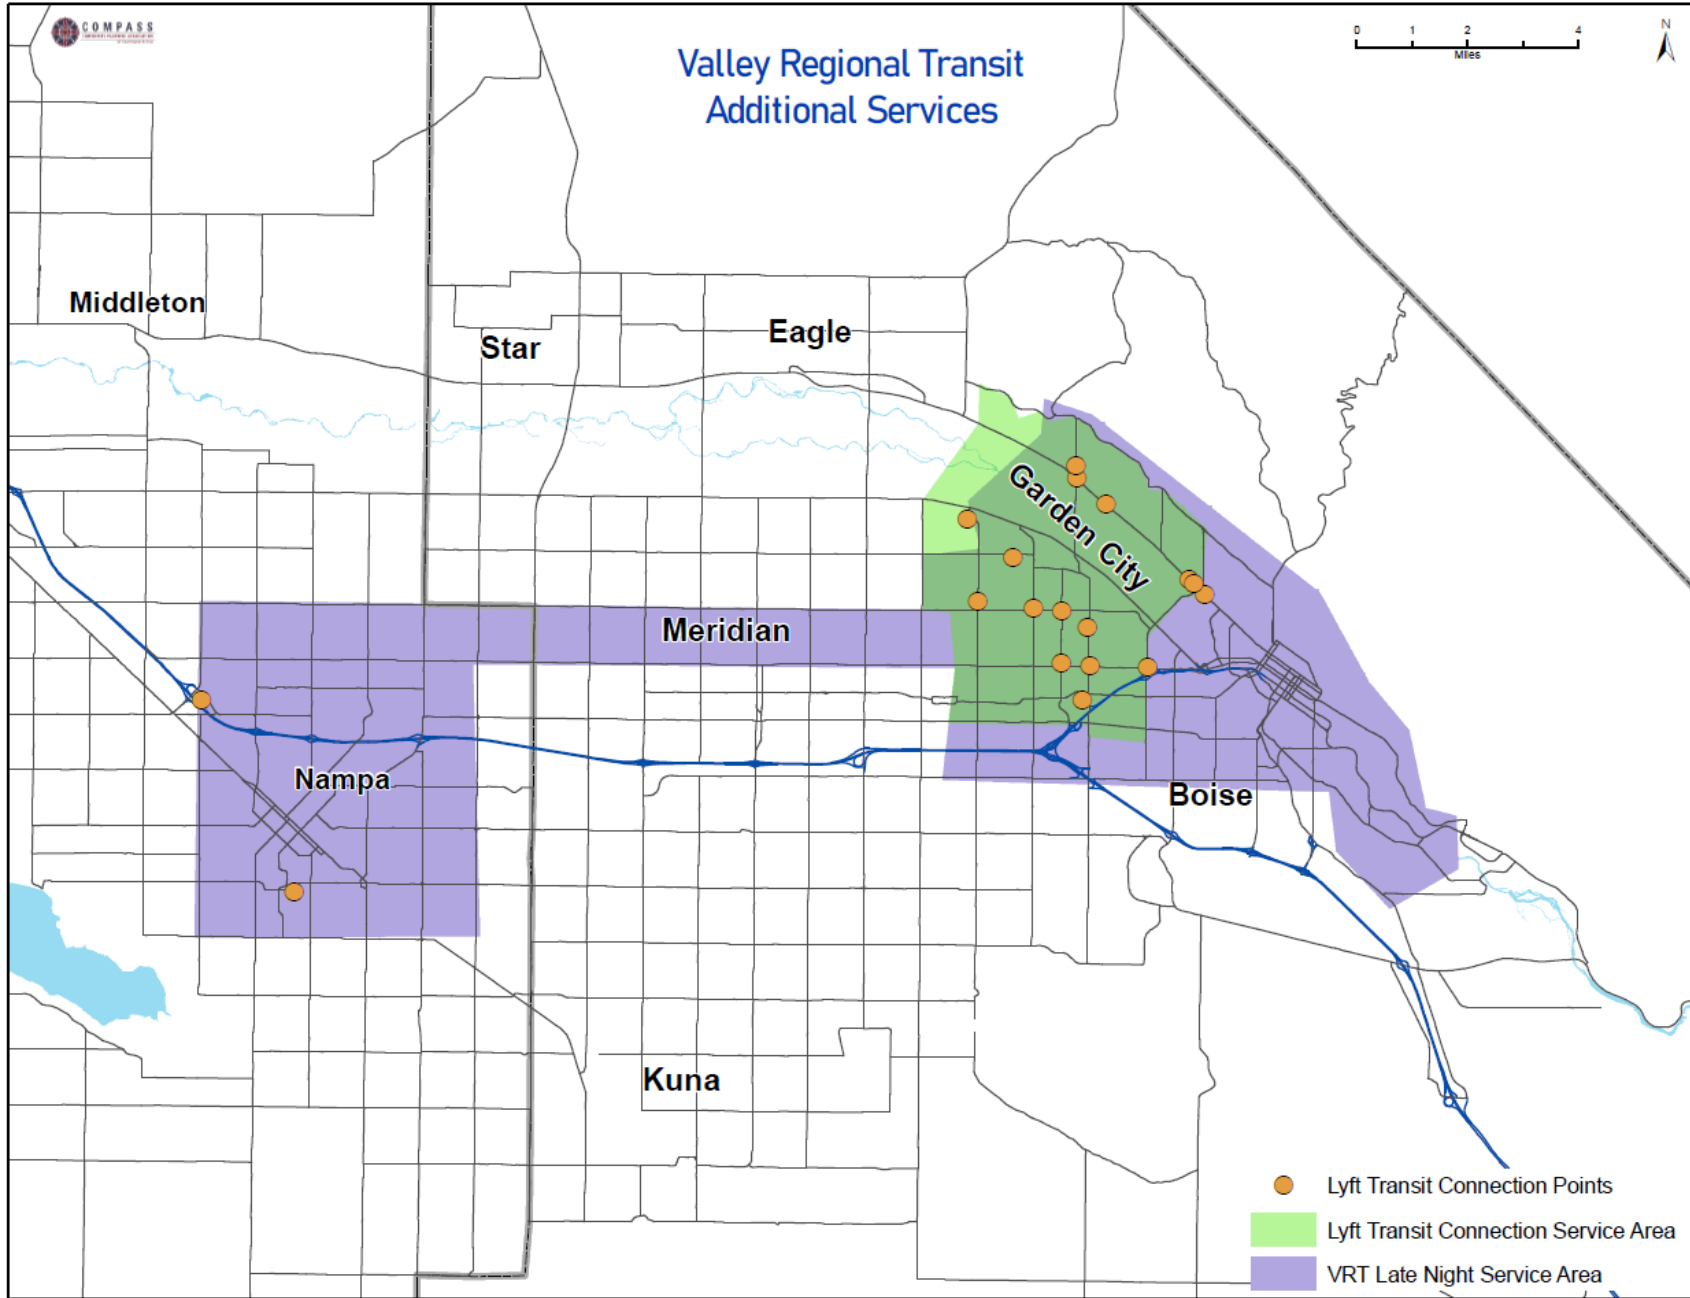 COMPASS
Valley Regional Transit
Additional Services
0 1 2 4
Miles
N
Middleton
Star
Eagle
Garden City
Meridian
Nampa
Boise
Kuna
Lyft Transit Connection Points
Lyft Transit Connection Service Area
VRT Late Night Service Area